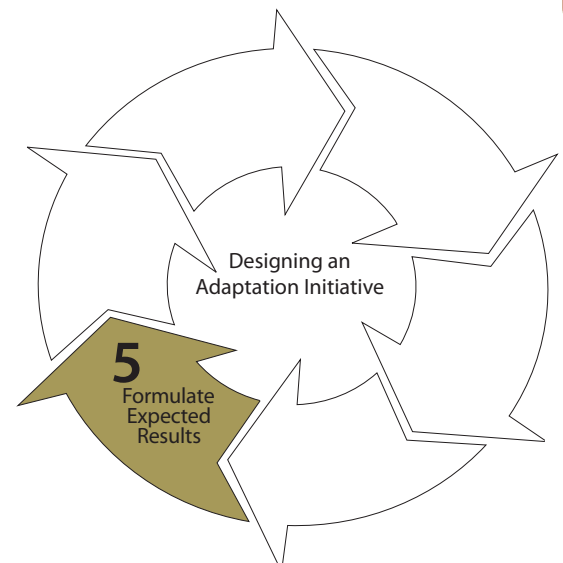 Designing an
Adaptation Initiative
5
Formulate
Expected
Results